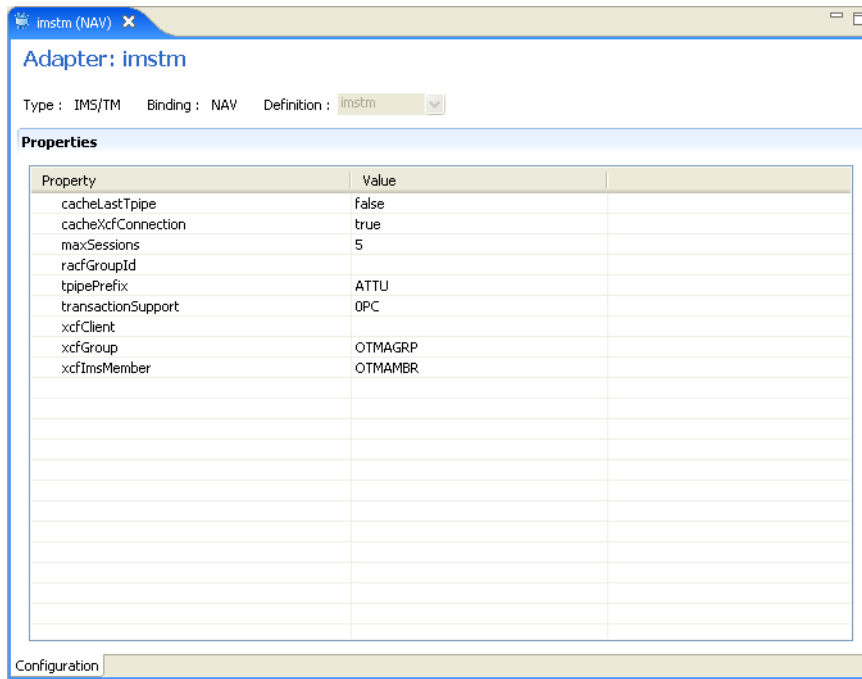 imstm (NAV)
Adapter: imstm
Type : IMS/TM Binding : NAV Definition : imstm
Properties
Property Value
cacheLastTpipe false
cacheXcfConnection true
maxSessions 5
racfGroupId
tpipePrefix ATTU
transactionSupport 0PC
xcfClient
xcfGroup OTMAGRP
xcfImsMember OTMAMBR
Configuration